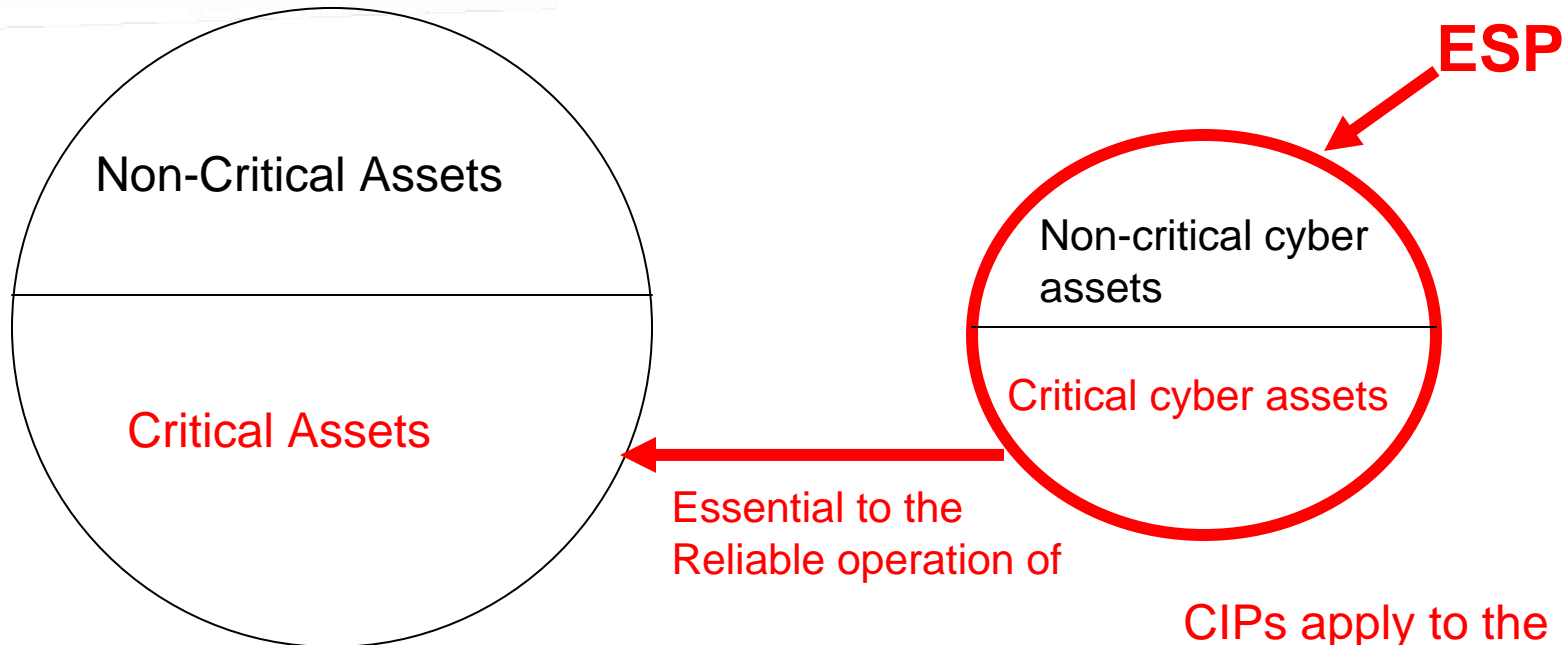 ESP
Non-Critical Assets
Non-critical cyber
assets
Critical Assets
Critical cyber assets
Essential to the
Reliable operation of
CIPs apply to the